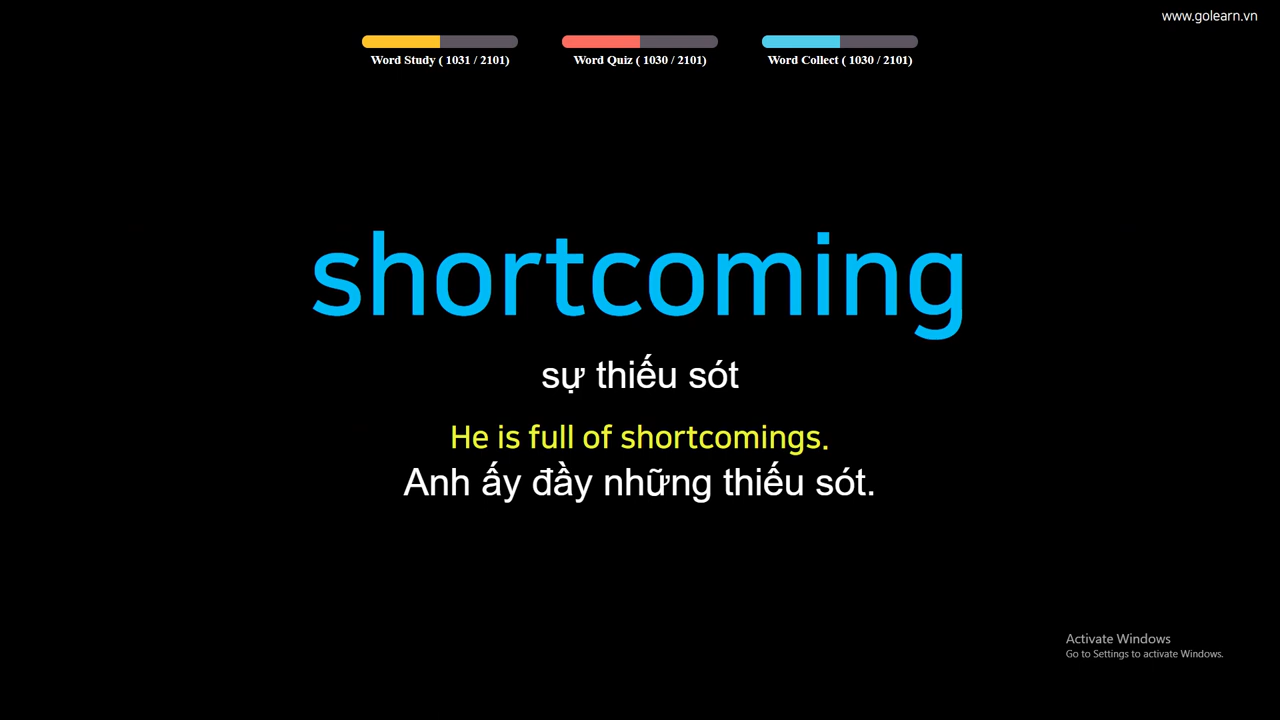 www.golearn.vn
Word Study ( 1031 / 2101)
Word Quiz ( 1030 / 2101)
Word Collect ( 1030 / 2101)
shortcoming
sự thiếu sót
He is full of shortcomings.
Anh ấy đầy những thiếu sót.
Activate Windows
Go to Settings to activate Windows.